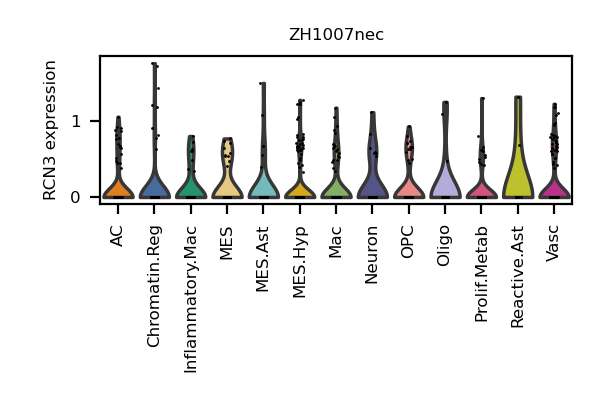 ZH1007nec
RCN3 expression
1
0
AC
Chromatin.Reg
Inflammatory.Mac
MES
MES.Ast
MES.Hyp
Mac
Neuron
OPC
Oligo
Prolif.Metab
Reactive.Ast
Vasc